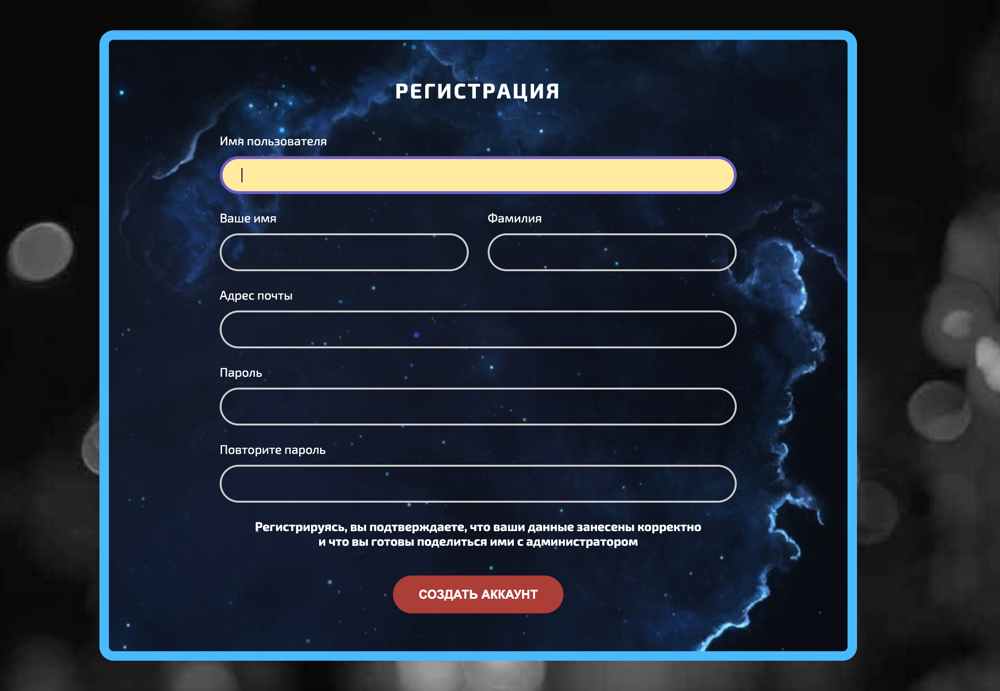 РЕГИСТРАЦИЯ
Имя пользователя
Ваше имя
Фамилия
Адрес почты
Пароль
Повторите пароль
Регистрируясь, вы подтверждаете, что ваши данные занесены корректно
и что вы готовы поделиться ими с администратором
СОЗДАТЬ АККАУНТ